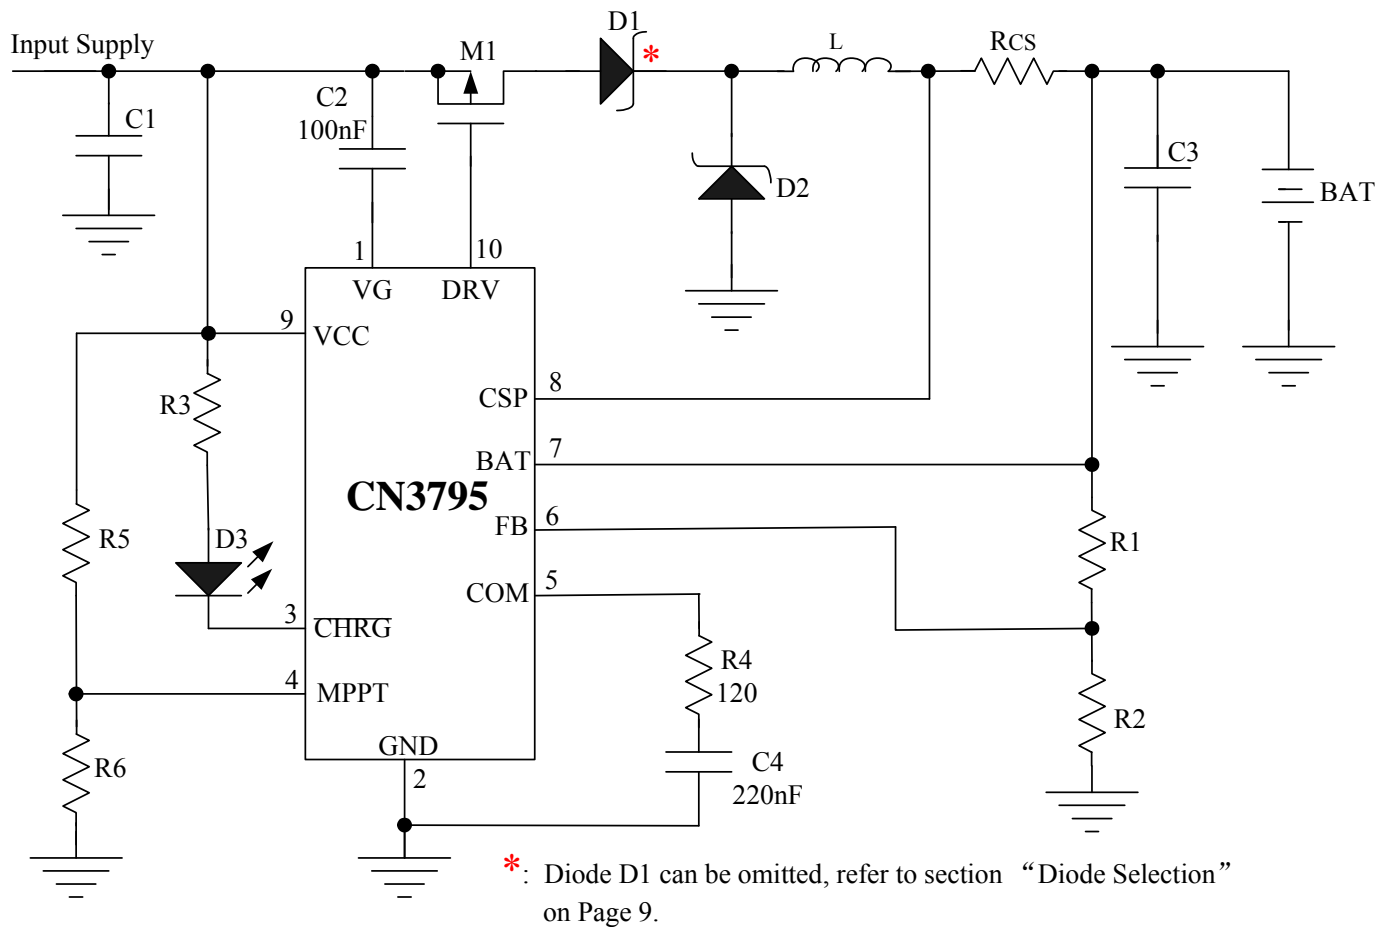 Input Supply
C1
C2
100nF
M1
D1
*
L
RCS
D2
C3
BAT
1
10
VG
DRV
9
VCC
R3
CSP
8
BAT
7
CN3795
FB
6
R5
D3
COM
5
R1
3
CHRG
R4
120
4
MPPT
R2
GND
2
R6
C4
220nF
*: Diode D1 can be omitted, refer to section “Diode Selection”
on Page 9.